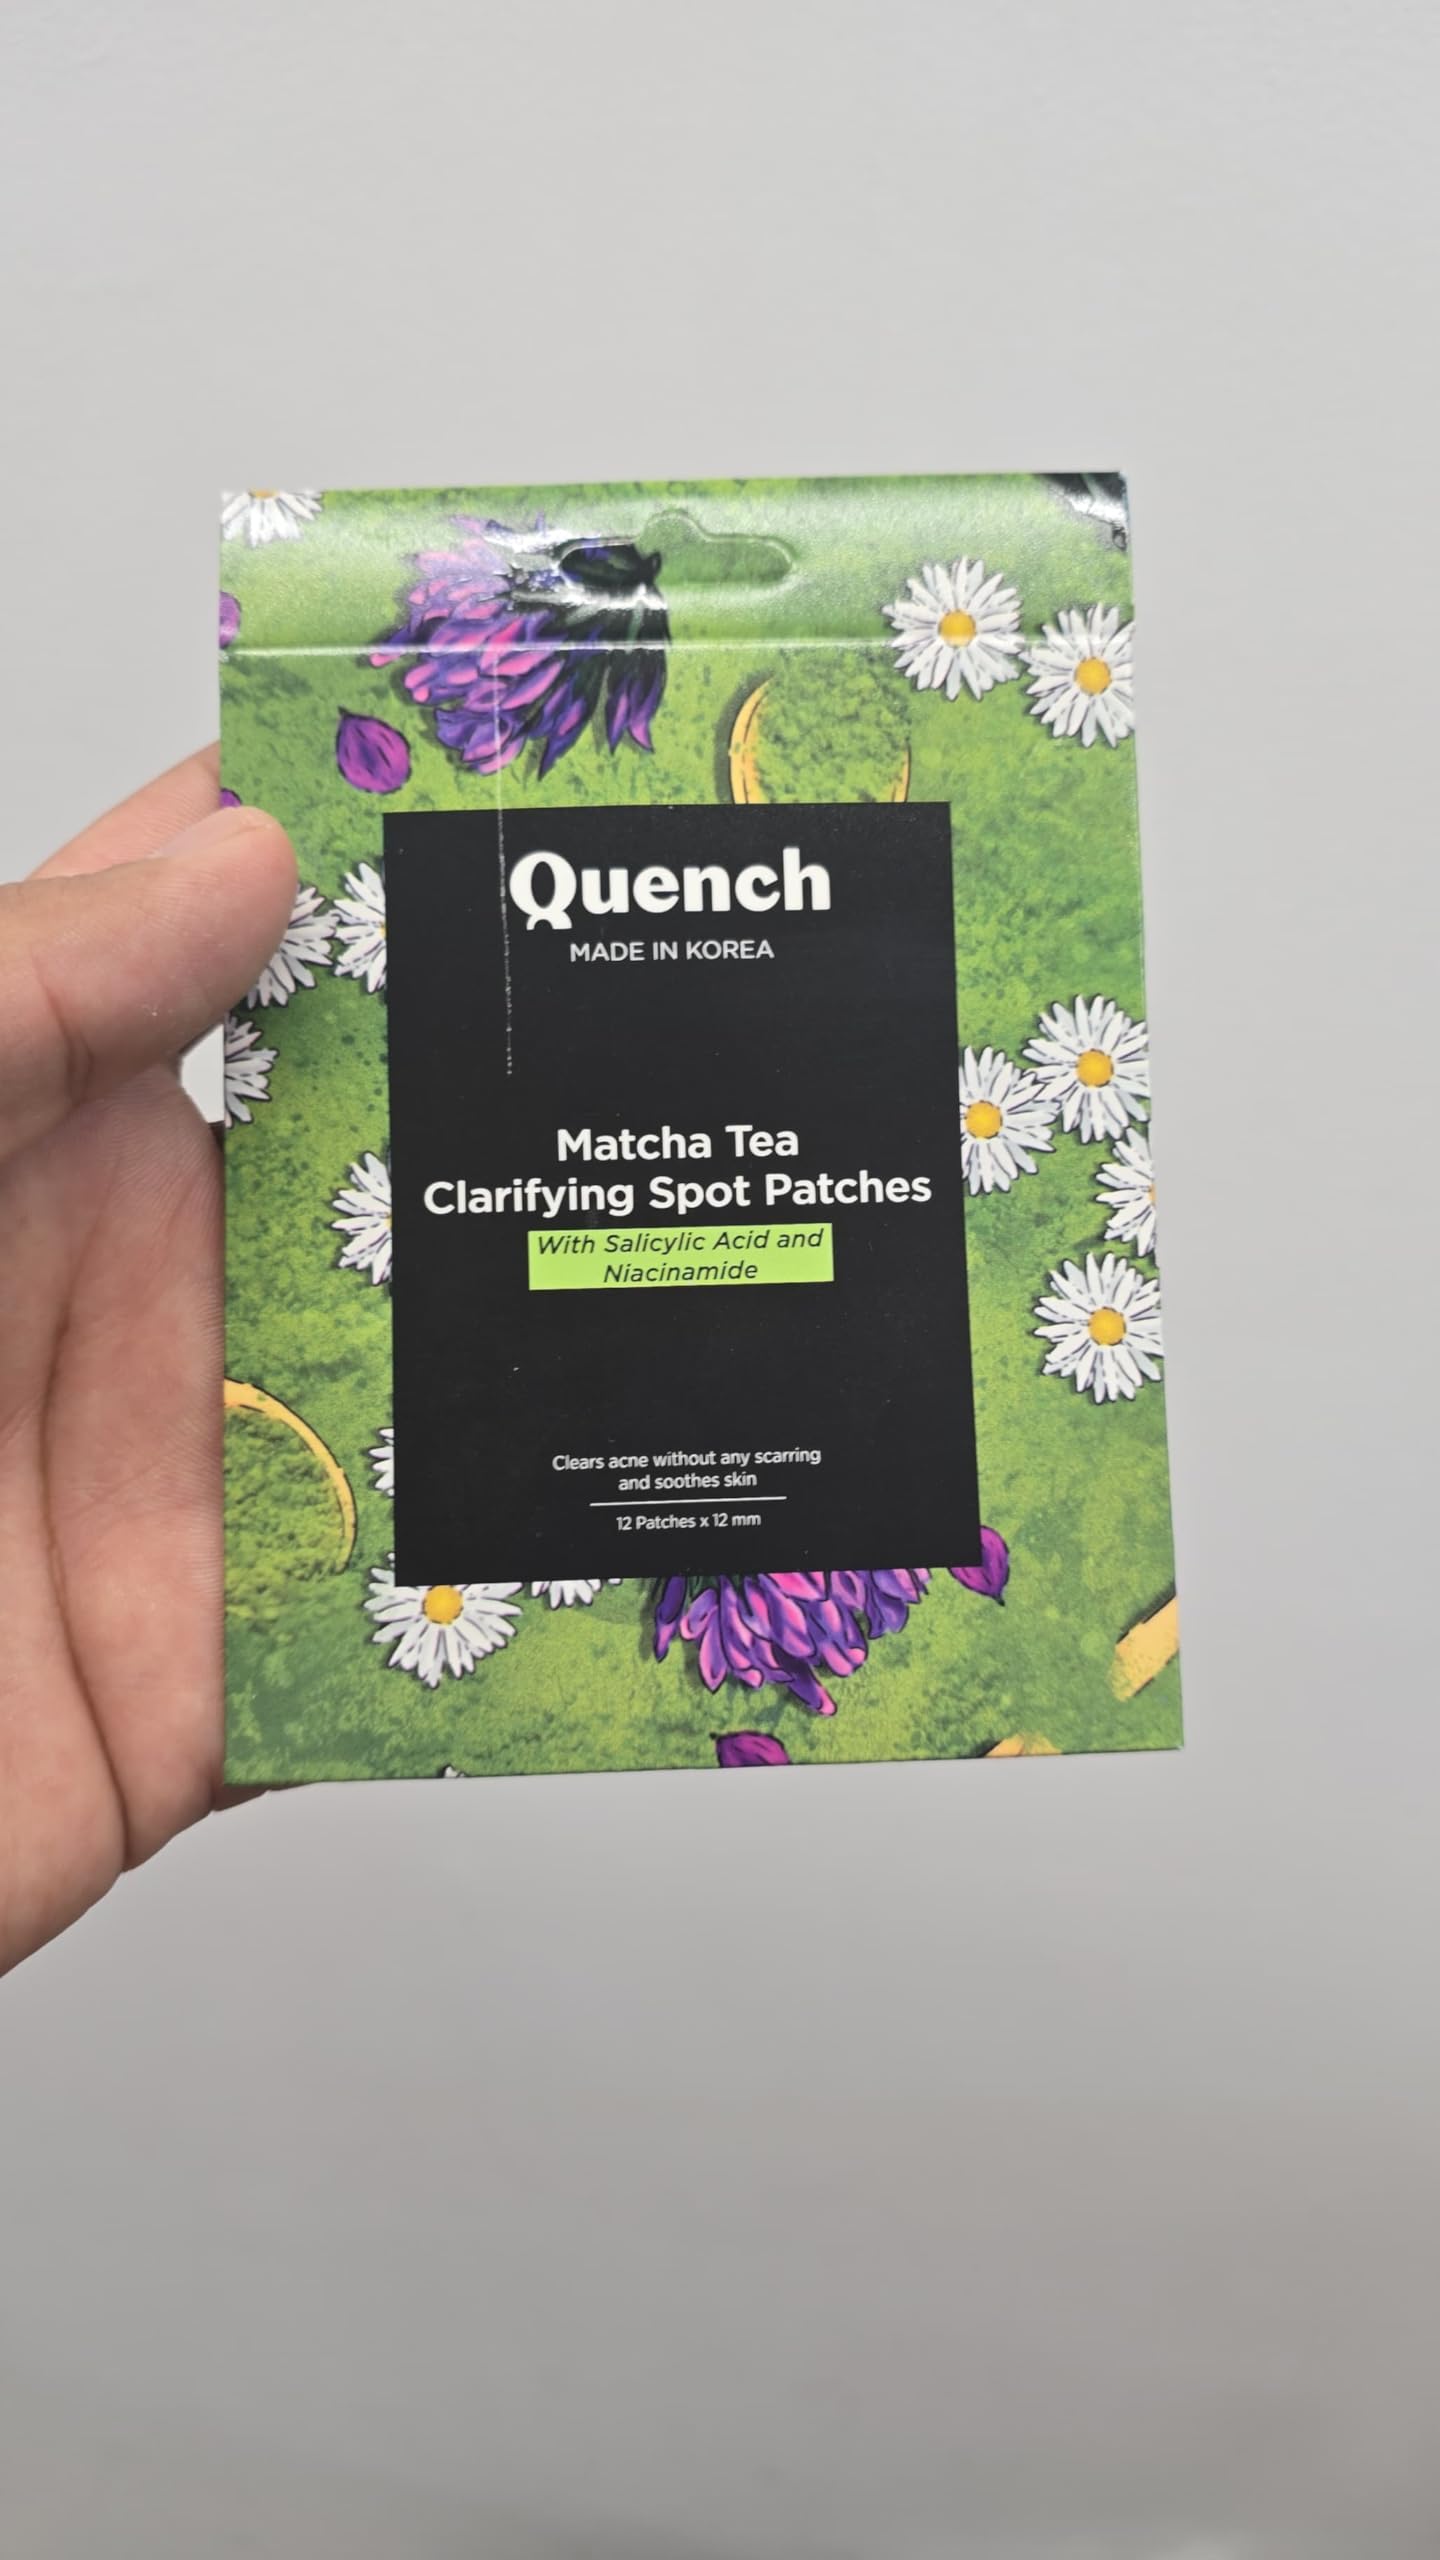 Quench
MADE IN KOREA
Matcha Tea
Clarifying Spot Patches
With Salicylic Acid and
Niacinamide
Clears acne without any scarring
and soothes skin
12 Patches x 12 mm